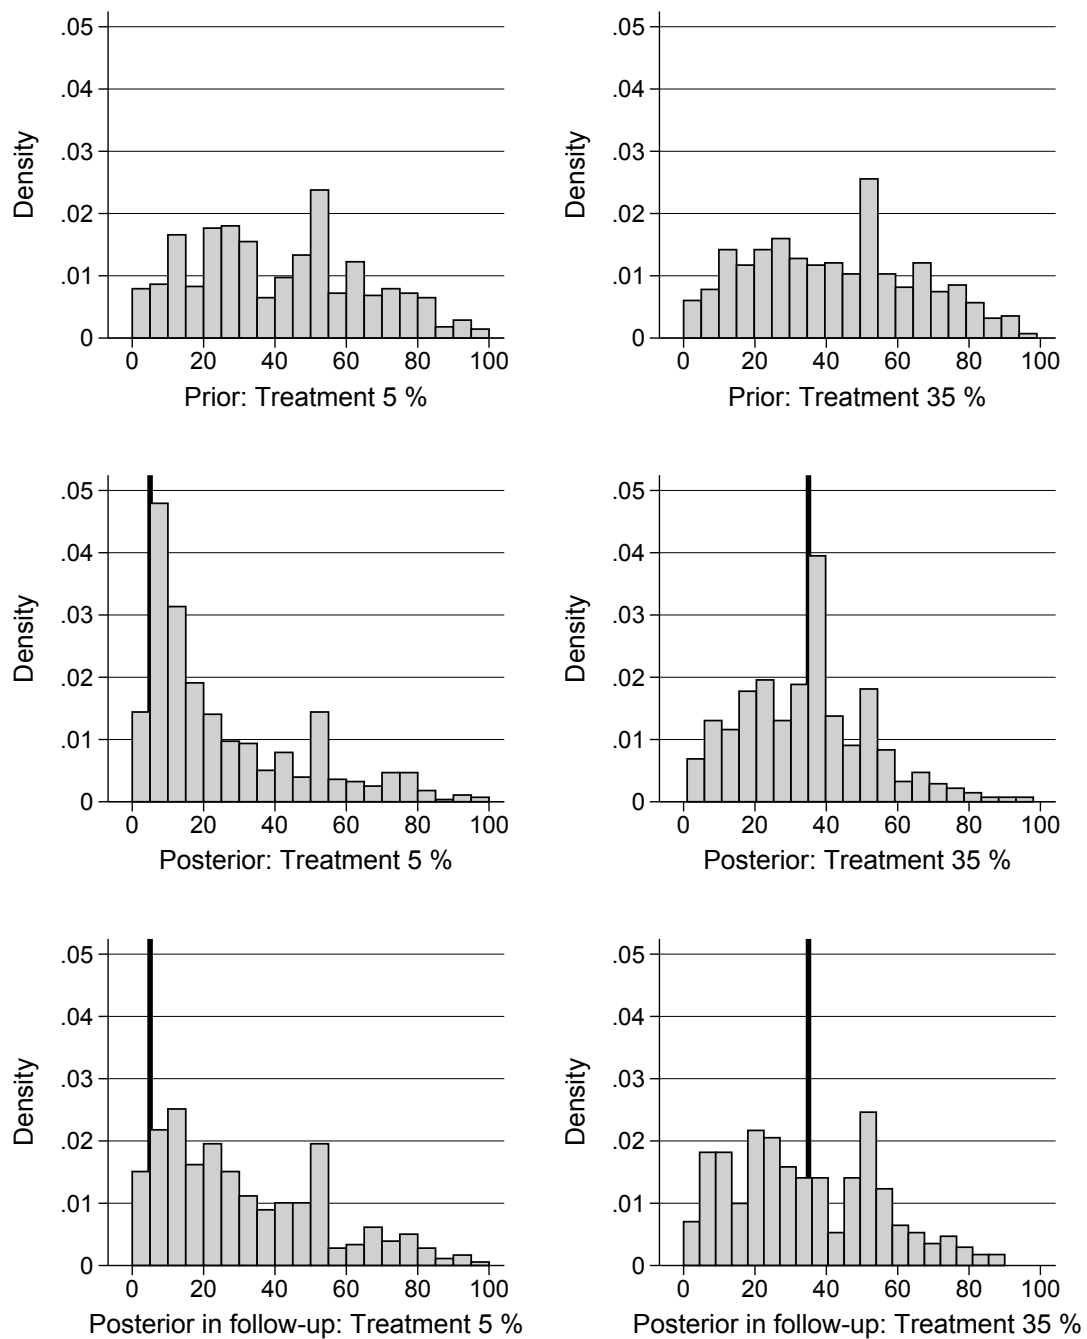 .05 .05
.04 .04
.03 .03
.02 .02
.01 .01
0 0
Density Density
0 20 40 60 80 100 0 20 40 60 80 100
Prior: Treatment 5 % Prior: Treatment 35 %
.05 .05
.04 .04
.03 .03
.02 .02
.01 .01
0 0
Density Density
0 20 40 60 80 100 0 20 40 60 80 100
Posterior: Treatment 5 % Posterior: Treatment 35 %
.05 .05
.04 .04
.03 .03
.02 .02
.01 .01
0 0
Density Density
0 20 40 60 80 100 0 20 40 60 80 100
Posterior in follow-up: Treatment 5 % Posterior in follow-up: Treatment 35 %